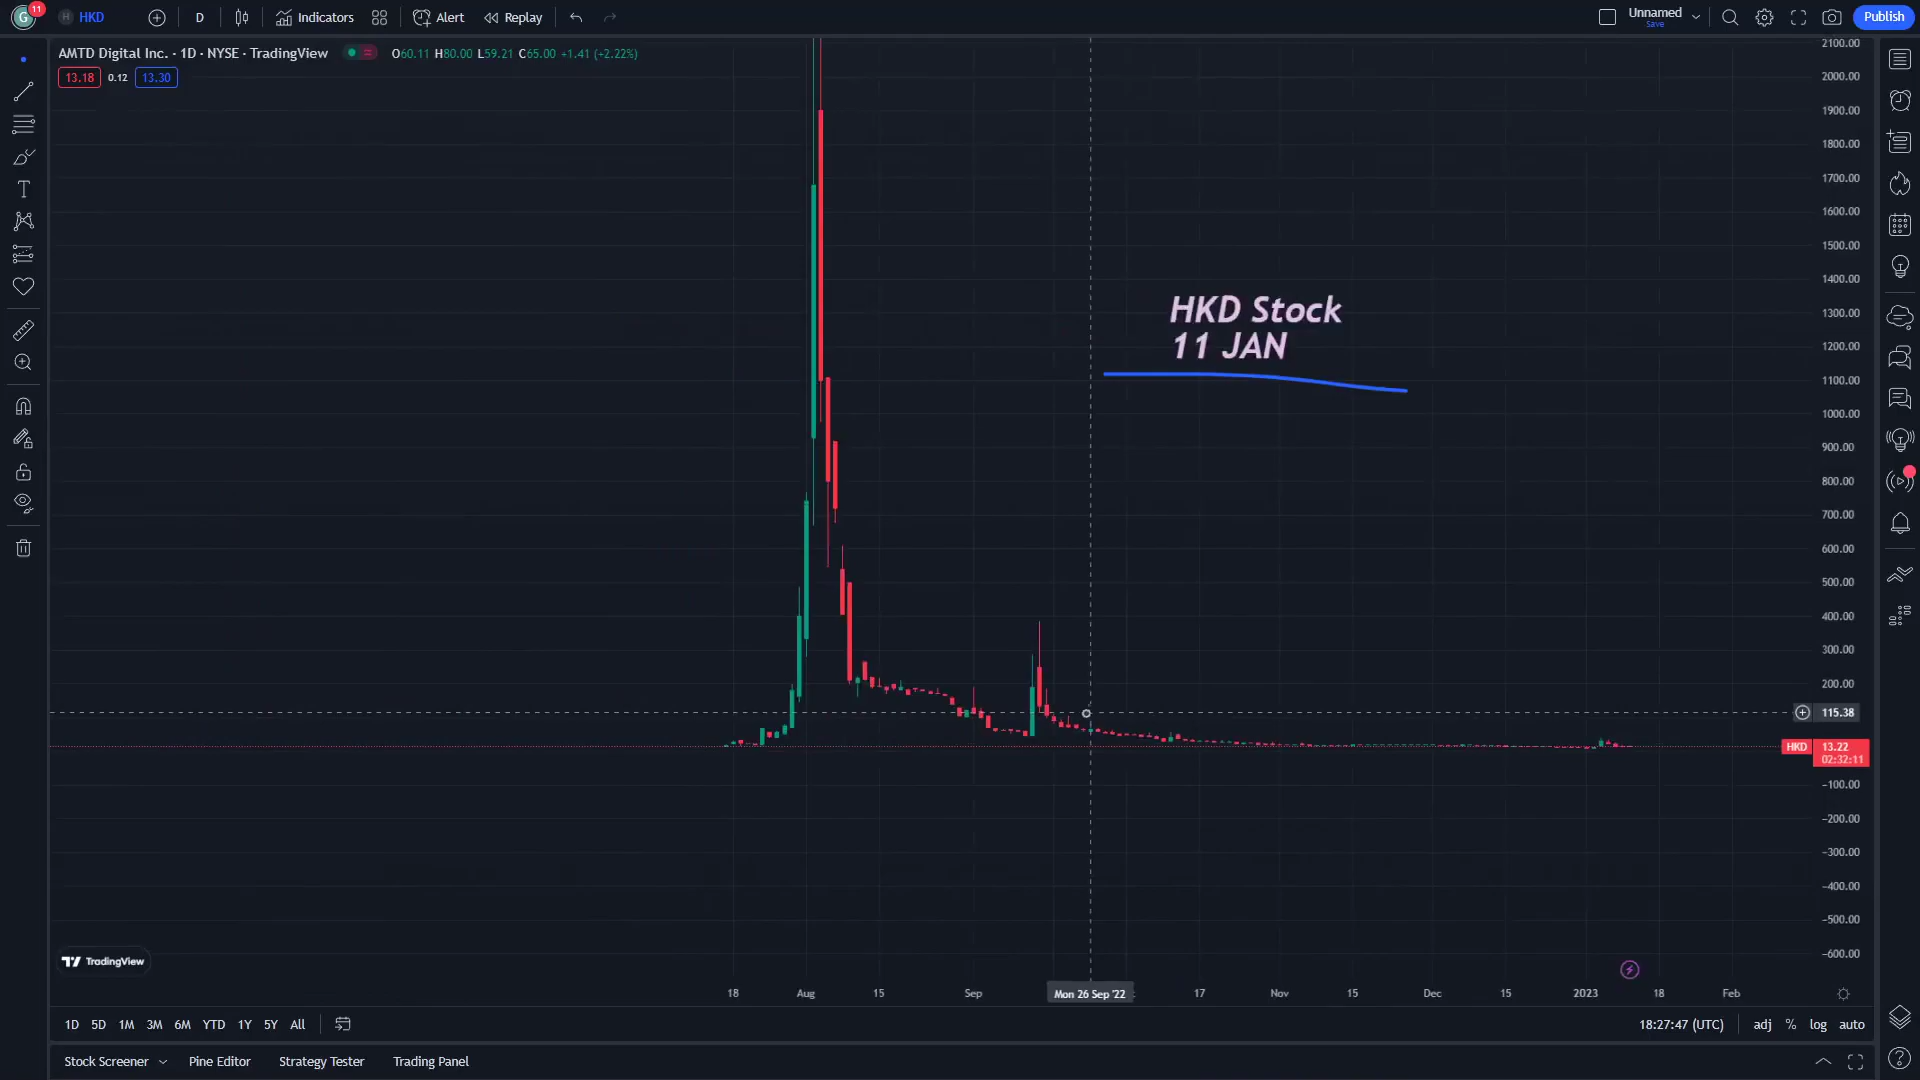 G 11 H HKD D Indicators Alert Replay Unnamed Save Publish
AMTD Digital Inc. · 1D · NYSE · TradingView O60.11 H80.00 L59.21 C65.00 +1.41 (+2.22%)
13.18 0.12 13.30
2100.00
2000.00
1900.00
1800.00
1700.00
1600.00
1500.00
1400.00
1300.00
1200.00
1100.00
1000.00
900.00
800.00
700.00
600.00
500.00
400.00
300.00
200.00
115.38
HKD 13.22
02:32:11
−100.00
−200.00
−300.00
−400.00
−500.00
−600.00
HKD Stock
11 JAN
TradingView
18 Aug 15 Sep Mon 26 Sep '22 17 Nov 15 Dec 15 2023 18 Feb
1D 5D 1M 3M 6M YTD 1Y 5Y All 18:27:47 (UTC) adj % log auto
Stock Screener Pine Editor Strategy Tester Trading Panel